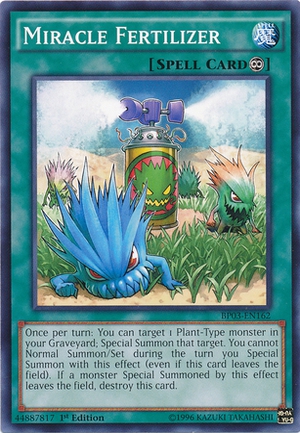 MIRACLE FERTILIZER
魔
[SPELL CARD∞]
BP03-EN162
Once per turn: You can target 1 Plant-Type monster in
your Graveyard; Special Summon that target. You cannot
Normal Summon/Set during the turn you Special
Summon with this effect (even if this card leaves the
field). If a monster Special Summoned by this effect
leaves the field, destroy this card.
44887817
1st Edition
©1996 KAZUKI TAKAHASHI